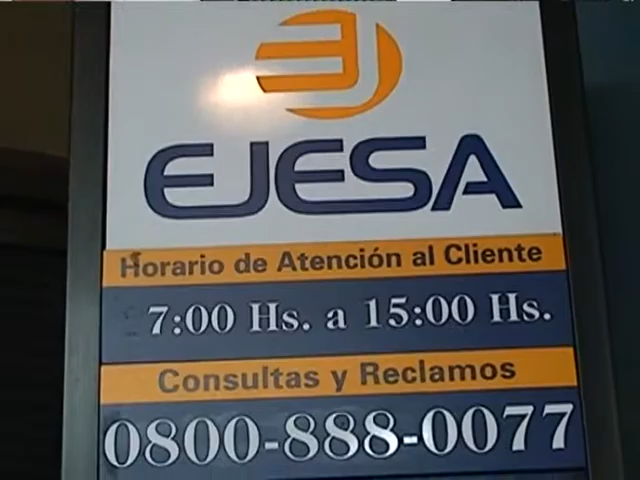 EJESA
Horario de Atención al Cliente
7:00 Hs. a 15:00 Hs.
Consultas y Reclamos
0800-888-0077